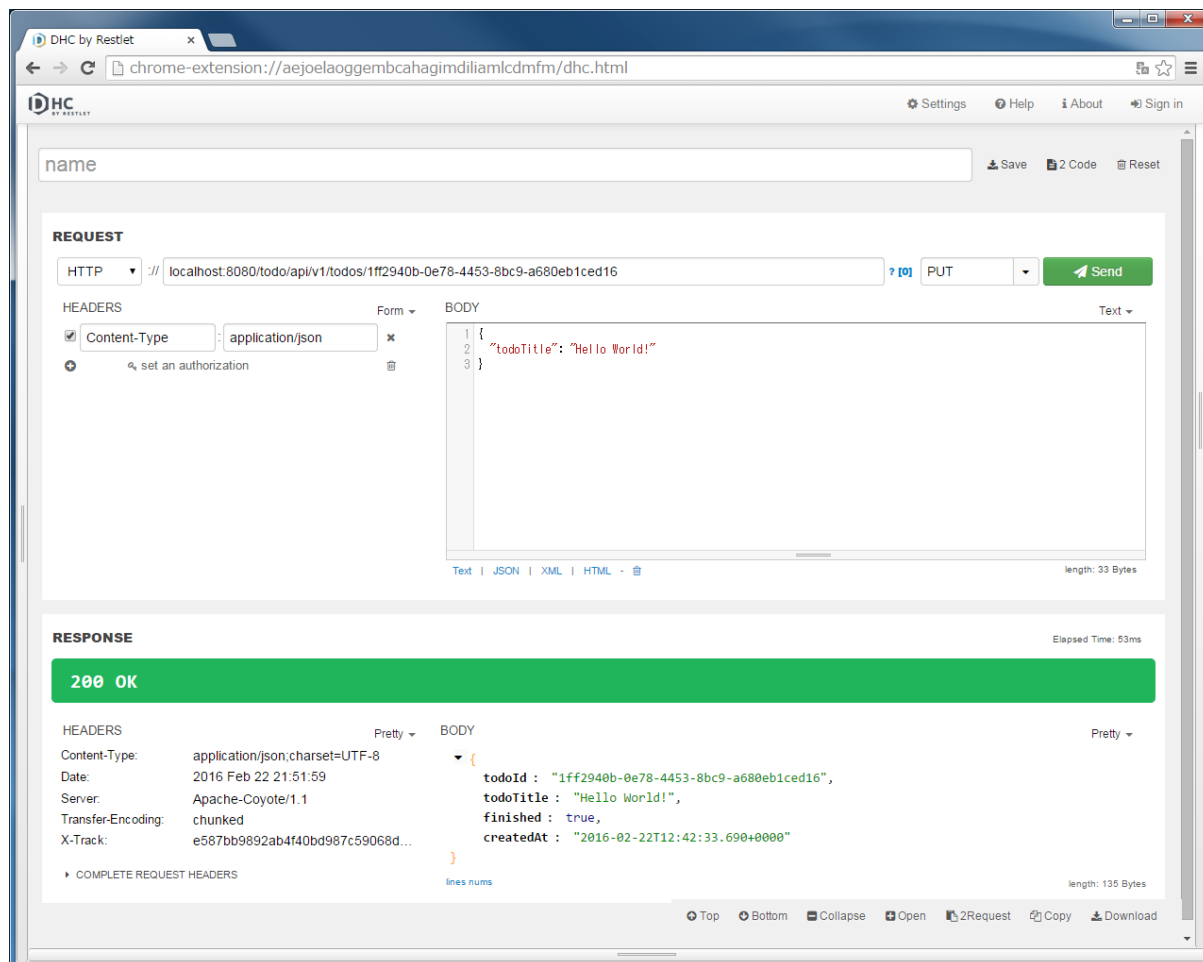 DHC by Restlet
chrome-extension://aejoelaoggembcahagimdiliamlcdmfm/dhc.html
DHC BY RESTLET
Settings Help About Sign in
name Save 2 Code Reset
REQUEST
HTTP :// localhost:8080/todo/api/v1/todos/1ff2940b-0e78-4453-8bc9-a680eb1ced16 ? [0] PUT Send
HEADERS Form BODY Text
Content-Type : application/json
set an authorization
1 {
2 "todoTitle": "Hello World!"
3 }
Text | JSON | XML | HTML - length: 33 Bytes
RESPONSE Elapsed Time: 53ms
200 OK
HEADERS Pretty BODY Pretty
Content-Type: application/json;charset=UTF-8
Date: 2016 Feb 22 21:51:59
Server: Apache-Coyote/1.1
Transfer-Encoding: chunked
X-Track: e587bb9892ab4f40bd987c59068d...
COMPLETE REQUEST HEADERS
{
todoId : "1ff2940b-0e78-4453-8bc9-a680eb1ced16",
todoTitle : "Hello World!",
finished : true,
createdAt : "2016-02-22T12:42:33.690+0000"
}
lines nums length: 135 Bytes
Top Bottom Collapse Open 2Request Copy Download